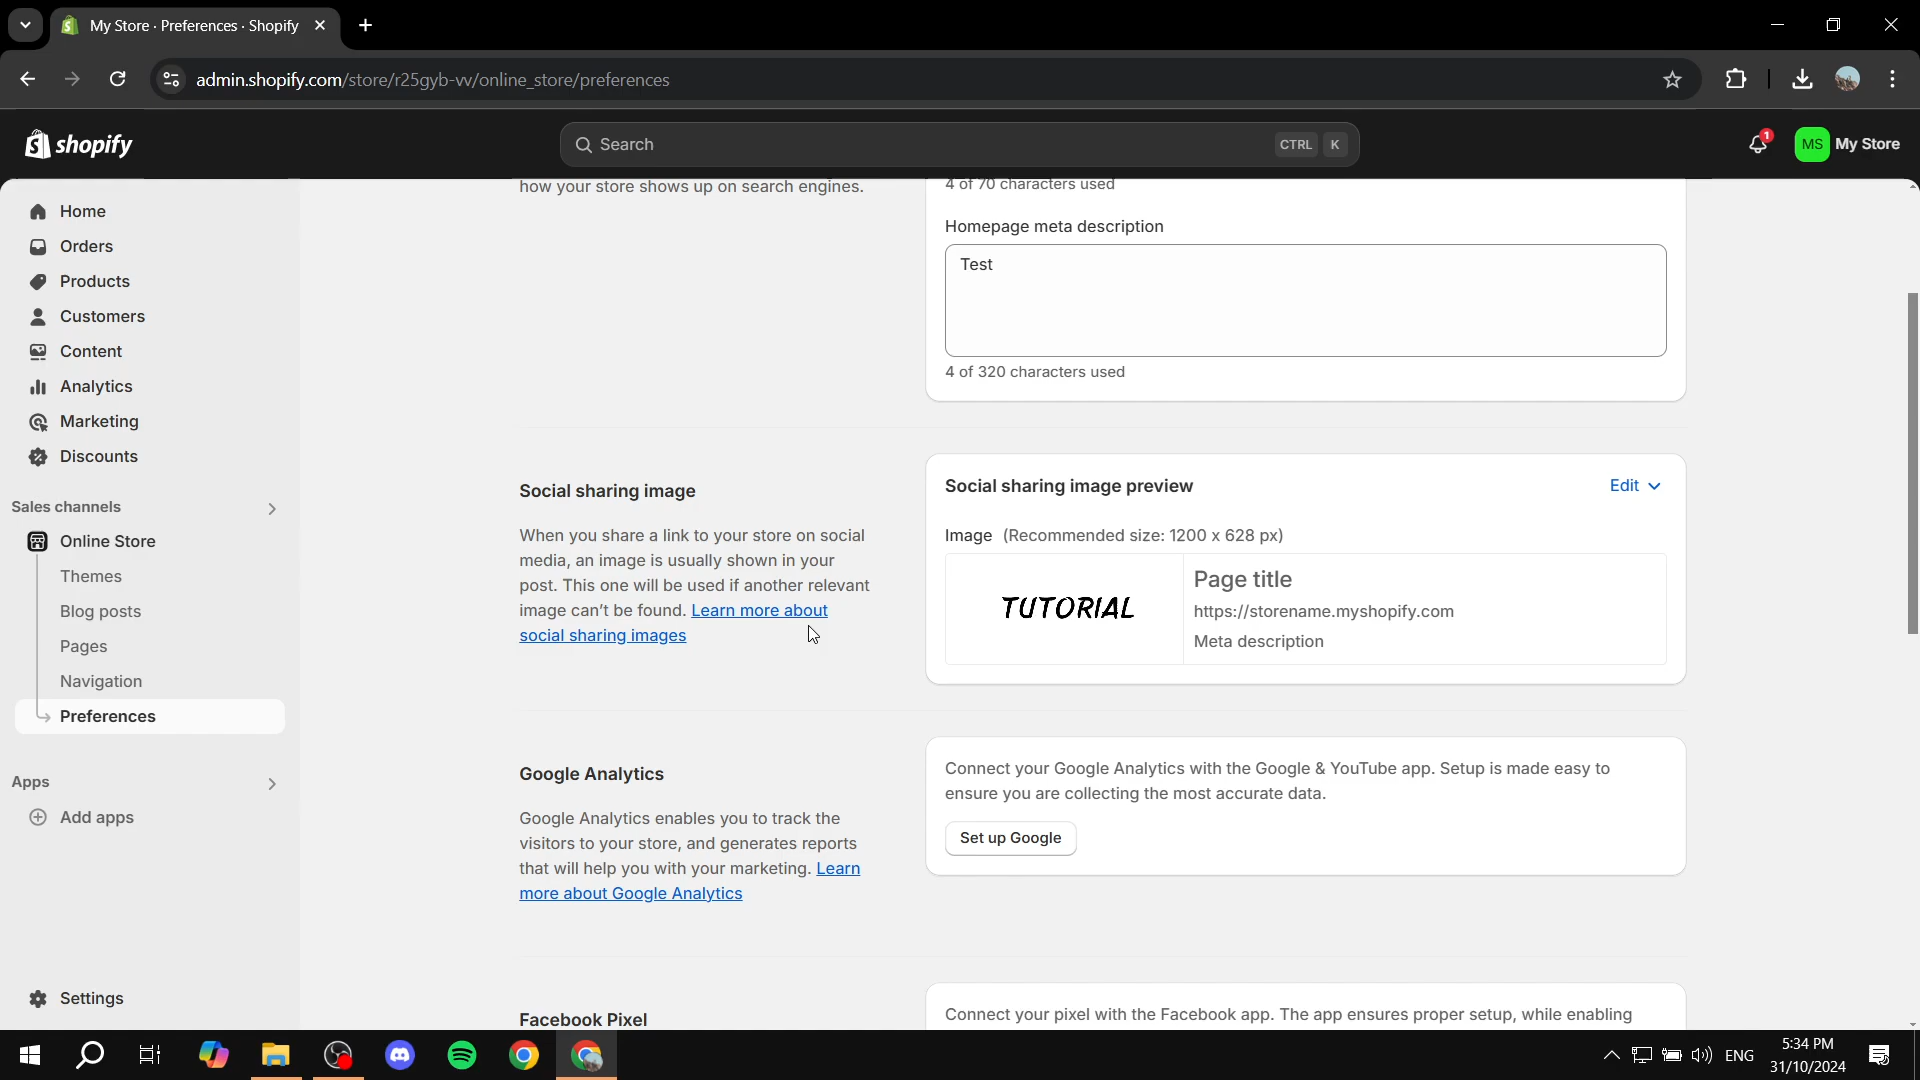 My Store · Preferences · Shopify
admin.shopify.com/store/r25gyb-vv/online_store/preferences
shopify
Search
CTRL K
1
MS My Store
Home
Orders
Products
Customers
Content
Analytics
Marketing
Discounts
Sales channels
Online Store
Themes
Blog posts
Pages
Navigation
Preferences
Apps
Add apps
Settings
how your store shows up on search engines.
4 of 70 characters used
Homepage meta description
Test
4 of 320 characters used
Social sharing image
When you share a link to your store on social
media, an image is usually shown in your
post. This one will be used if another relevant
image can't be found. Learn more about
social sharing images
Social sharing image preview
Edit
Image (Recommended size: 1200 x 628 px)
TUTORIAL
Page title
https://storename.myshopify.com
Meta description
Google Analytics
Google Analytics enables you to track the
visitors to your store, and generates reports
that will help you with your marketing. Learn
more about Google Analytics
Connect your Google Analytics with the Google & YouTube app. Setup is made easy to
ensure you are collecting the most accurate data.
Set up Google
Facebook Pixel
Connect your pixel with the Facebook app. The app ensures proper setup, while enabling
ENG
5:34 PM
31/10/2024